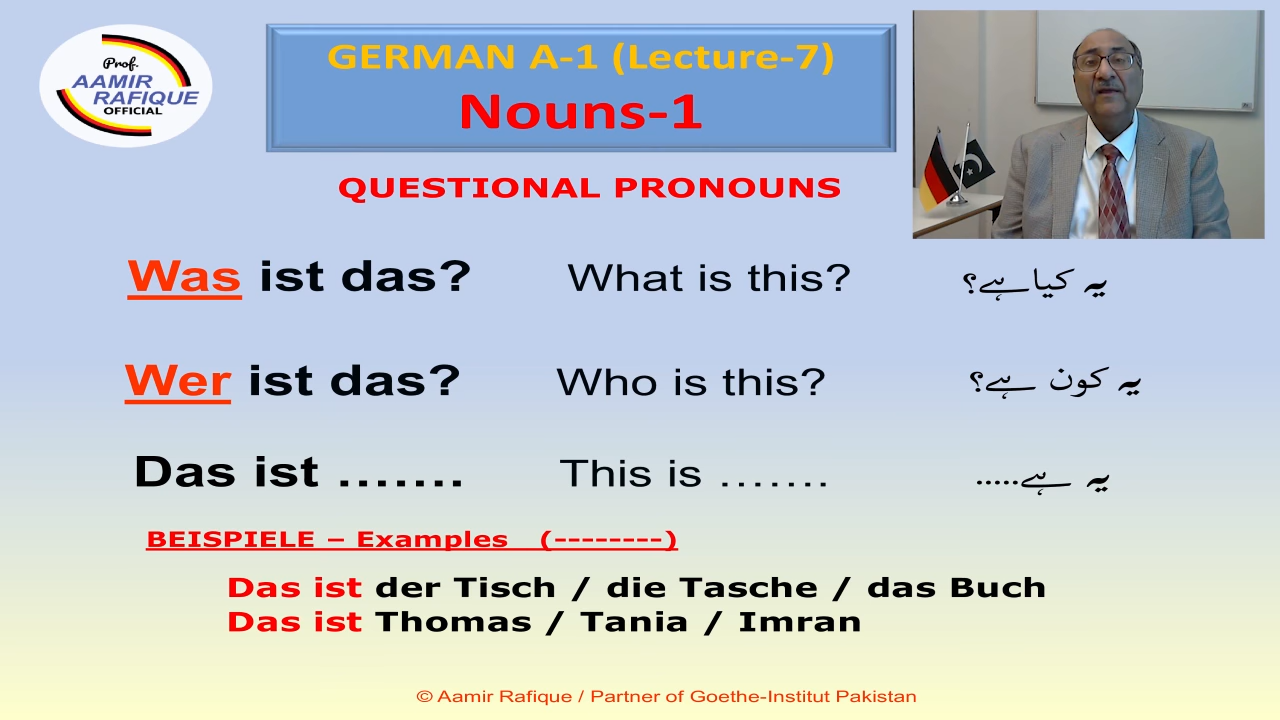 Prof.
AAMIR
RAFIQUE
OFFICIAL
GERMAN A-1 (Lecture-7)
Nouns-1
QUESTIONAL PRONOUNS
Was ist das? What is this? یہ کیا ہے؟
Wer ist das? Who is this? یہ کون ہے؟
Das ist ....... This is ....... یہ ہے.....
BEISPIELE – Examples (--------)
Das ist der Tisch / die Tasche / das Buch
Das ist Thomas / Tania / Imran
© Aamir Rafique / Partner of Goethe-Institut Pakistan